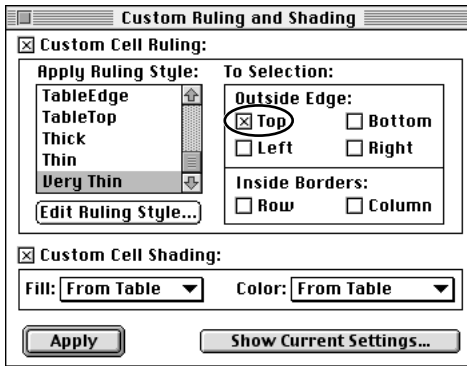 Custom Ruling and Shading
Custom Cell Ruling:
Apply Ruling Style:
TableEdge
TableTop
Thick
Thin
Very Thin
Edit Ruling Style...
To Selection:
Outside Edge:
Top Bottom
Left Right
Inside Borders:
Row Column
Custom Cell Shading:
Fill: From Table Color: From Table
Apply Show Current Settings...